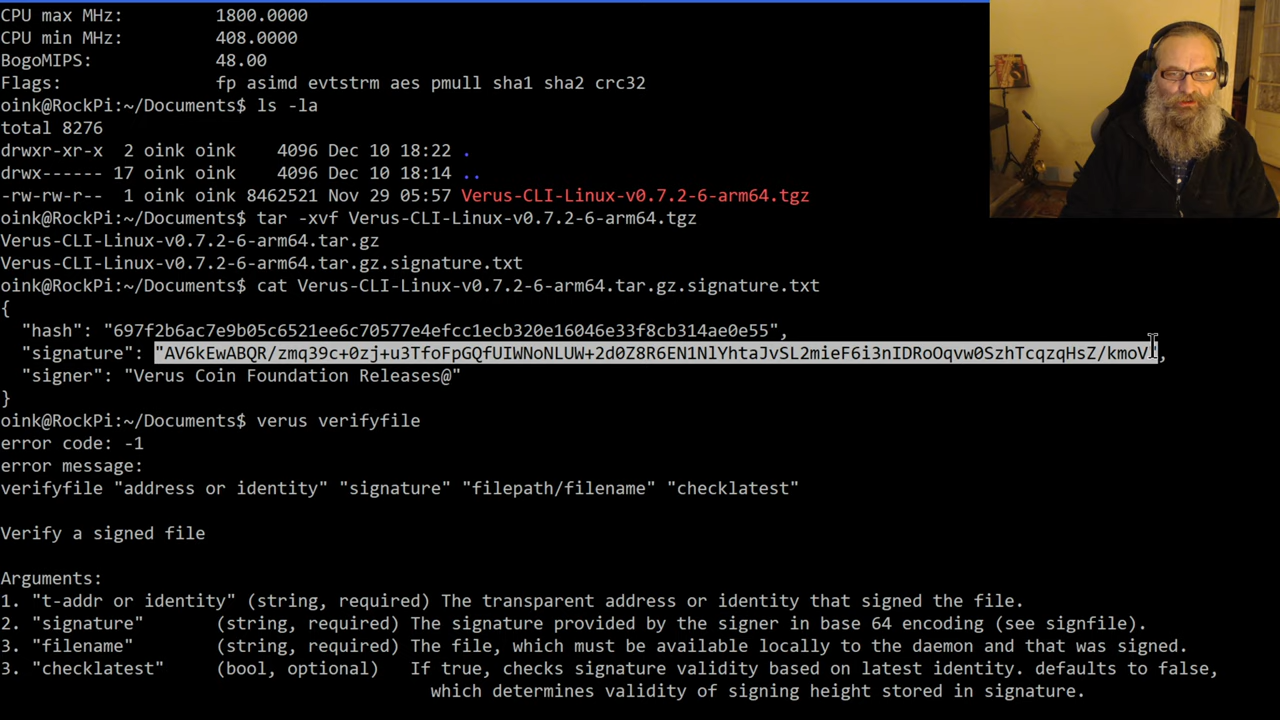 CPU max MHz: 1800.0000
CPU min MHz: 408.0000
BogoMIPS: 48.00
Flags: fp asimd evtstrm aes pmull sha1 sha2 crc32
oink@RockPi:~/Documents$ ls -la
total 8276
drwxr-xr-x 2 oink oink 4096 Dec 10 18:22 .
drwx------ 17 oink oink 4096 Dec 10 18:14 ..
-rw-rw-r-- 1 oink oink 8462521 Nov 29 05:57 Verus-CLI-Linux-v0.7.2-6-arm64.tgz
oink@RockPi:~/Documents$ tar -xvf Verus-CLI-Linux-v0.7.2-6-arm64.tgz
Verus-CLI-Linux-v0.7.2-6-arm64.tar.gz
Verus-CLI-Linux-v0.7.2-6-arm64.tar.gz.signature.txt
oink@RockPi:~/Documents$ cat Verus-CLI-Linux-v0.7.2-6-arm64.tar.gz.signature.txt
{
"hash": "697f2b6ac7e9b05c6521ee6c70577e4efcc1ecb320e16046e33f8cb314ae0e55",
"signature": "AV6kEwABQR/zmq39c+0zj+u3TfoFpGQfUIWNoNLUW+2d0Z8R6EN1NlYhtaJvSL2mieF6i3nIDRoOqvw0SzhTcqzqHsZ/kmoV",
"signer": "Verus Coin Foundation Releases@"
}
oink@RockPi:~/Documents$ verus verifyfile
error code: -1
error message:
verifyfile "address or identity" "signature" "filepath/filename" "checklatest"
Verify a signed file
Arguments:
1. "t-addr or identity" (string, required) The transparent address or identity that signed the file.
2. "signature" (string, required) The signature provided by the signer in base 64 encoding (see signfile).
3. "filename" (string, required) The file, which must be available locally to the daemon and that was signed.
3. "checklatest" (bool, optional) If true, checks signature validity based on latest identity. defaults to false,
which determines validity of signing height stored in signature.